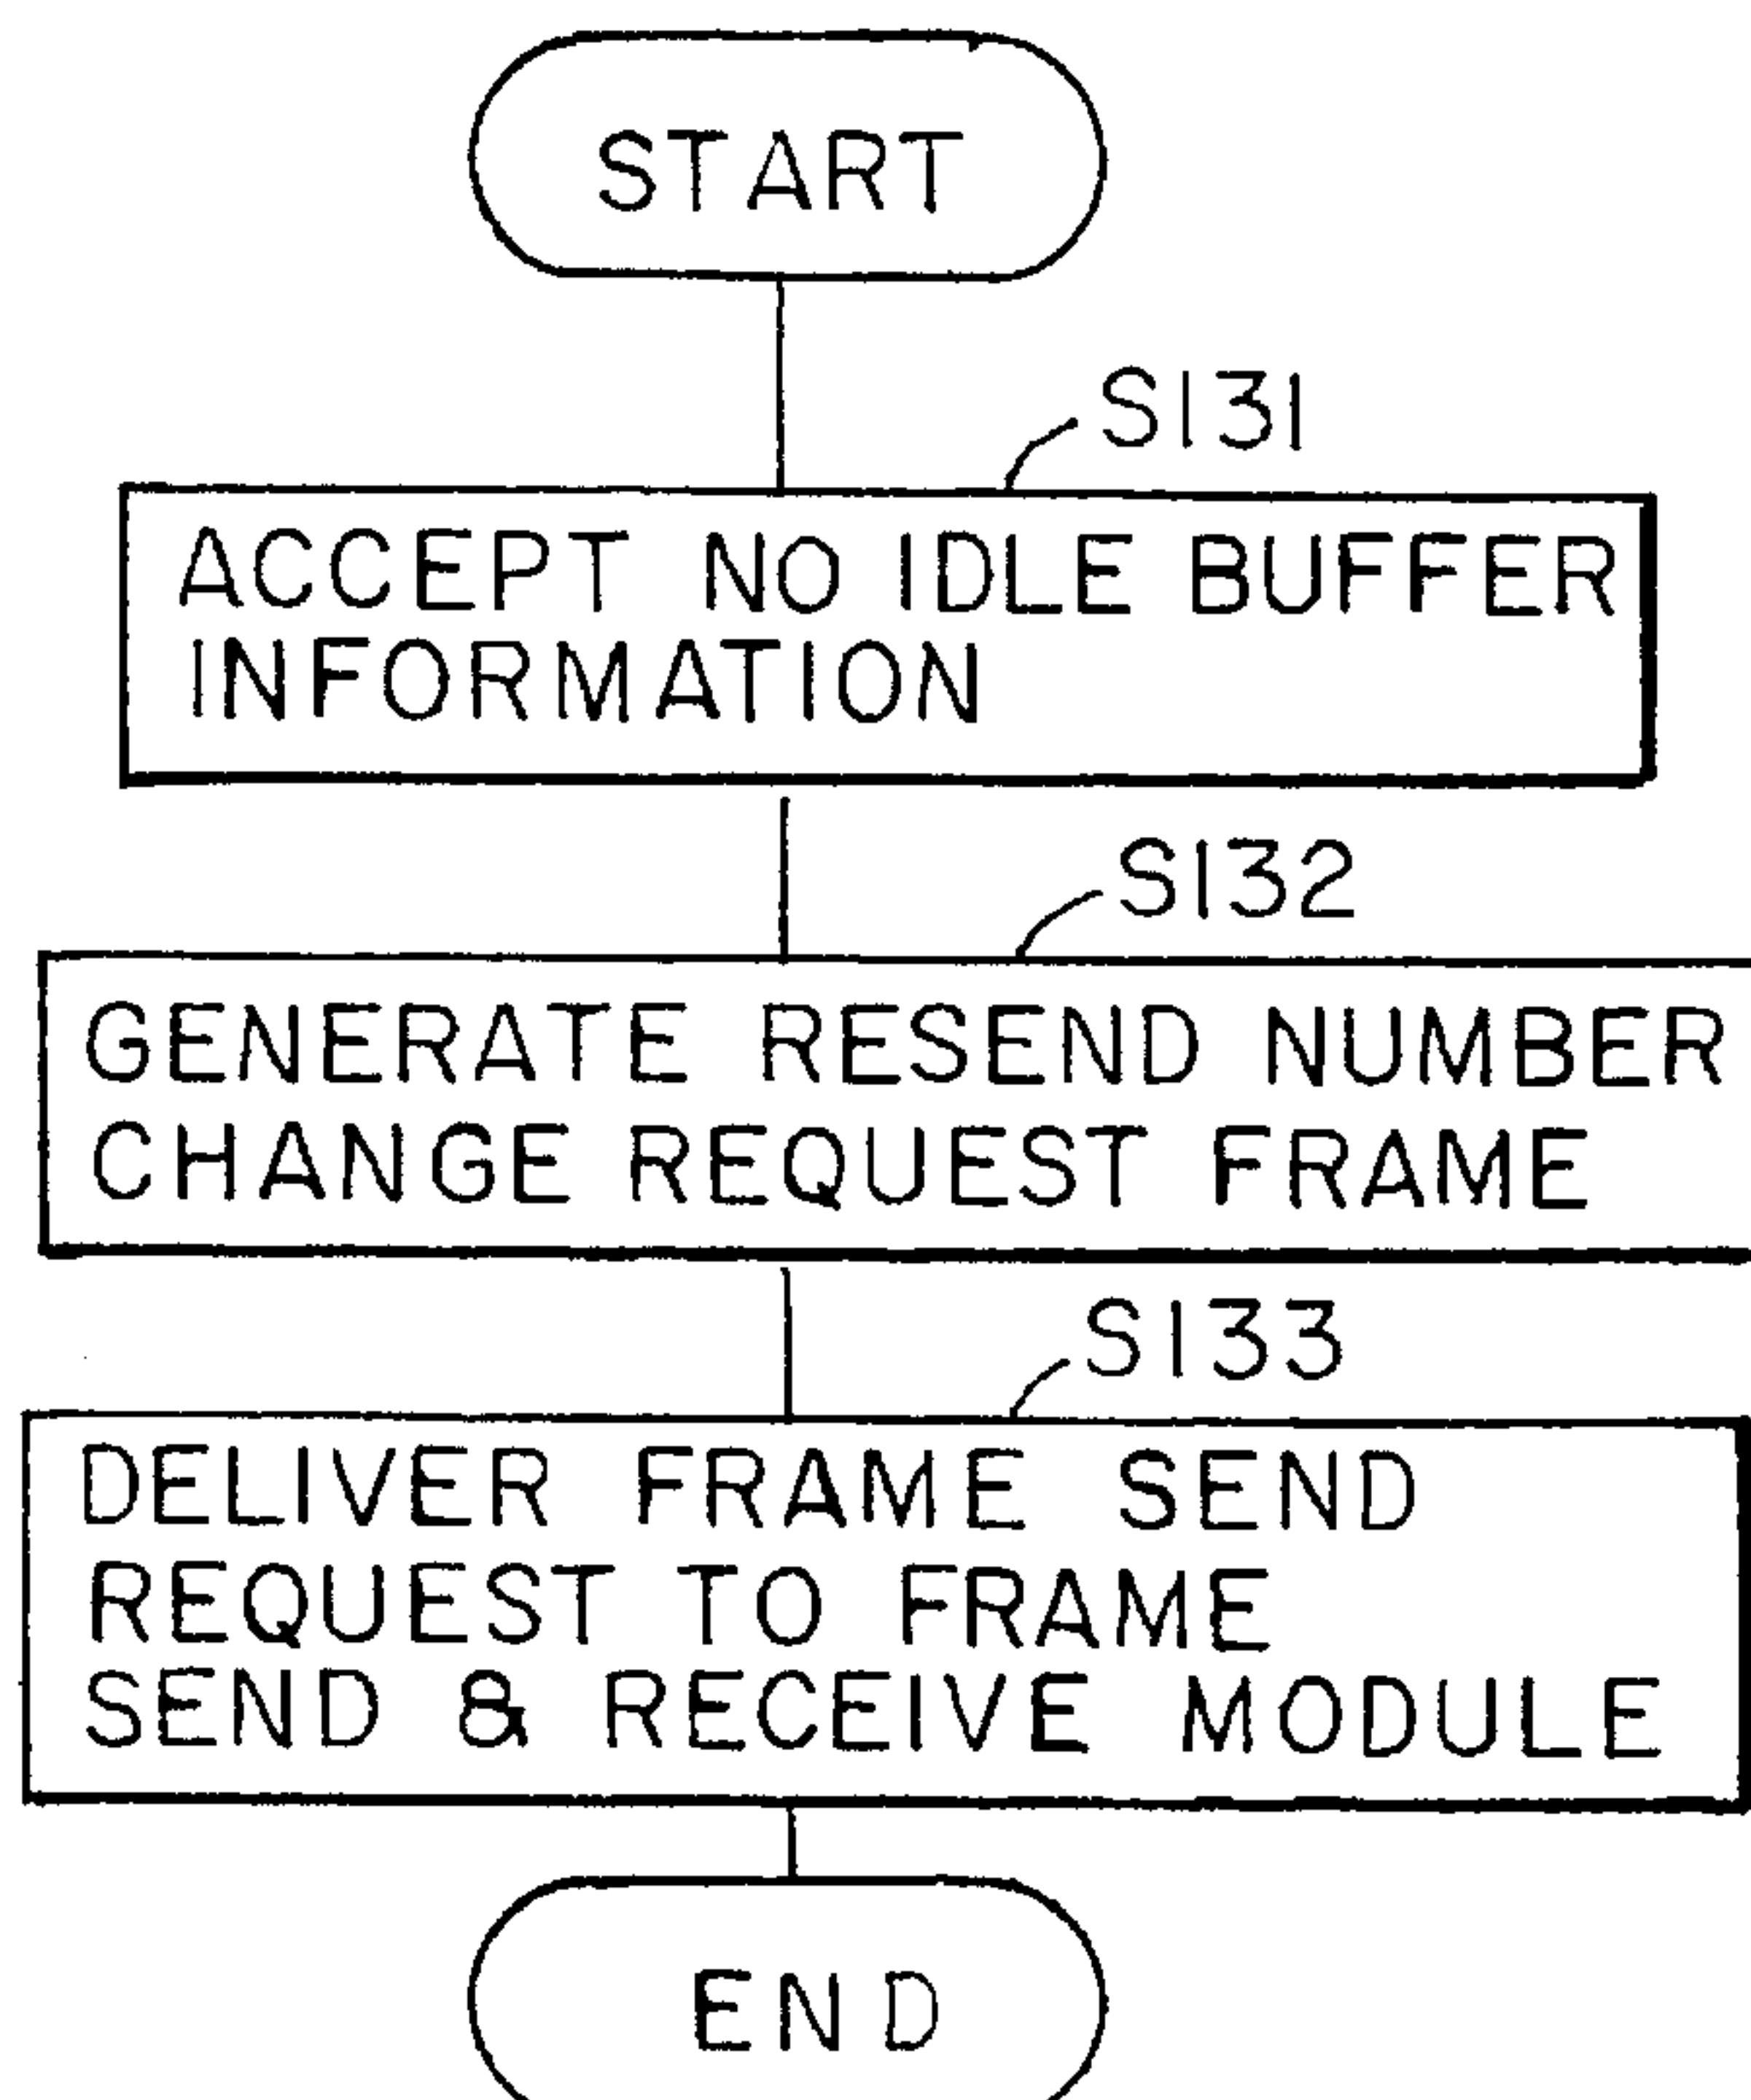 START
S131
ACCEPT NO IDLE BUFFER
INFORMATION
S132
GENERATE RESEND NUMBER
CHANGE REQUEST FRAME
S133
DELIVER FRAME SEND
REQUEST TO FRAME
SEND & RECEIVE MODULE
END